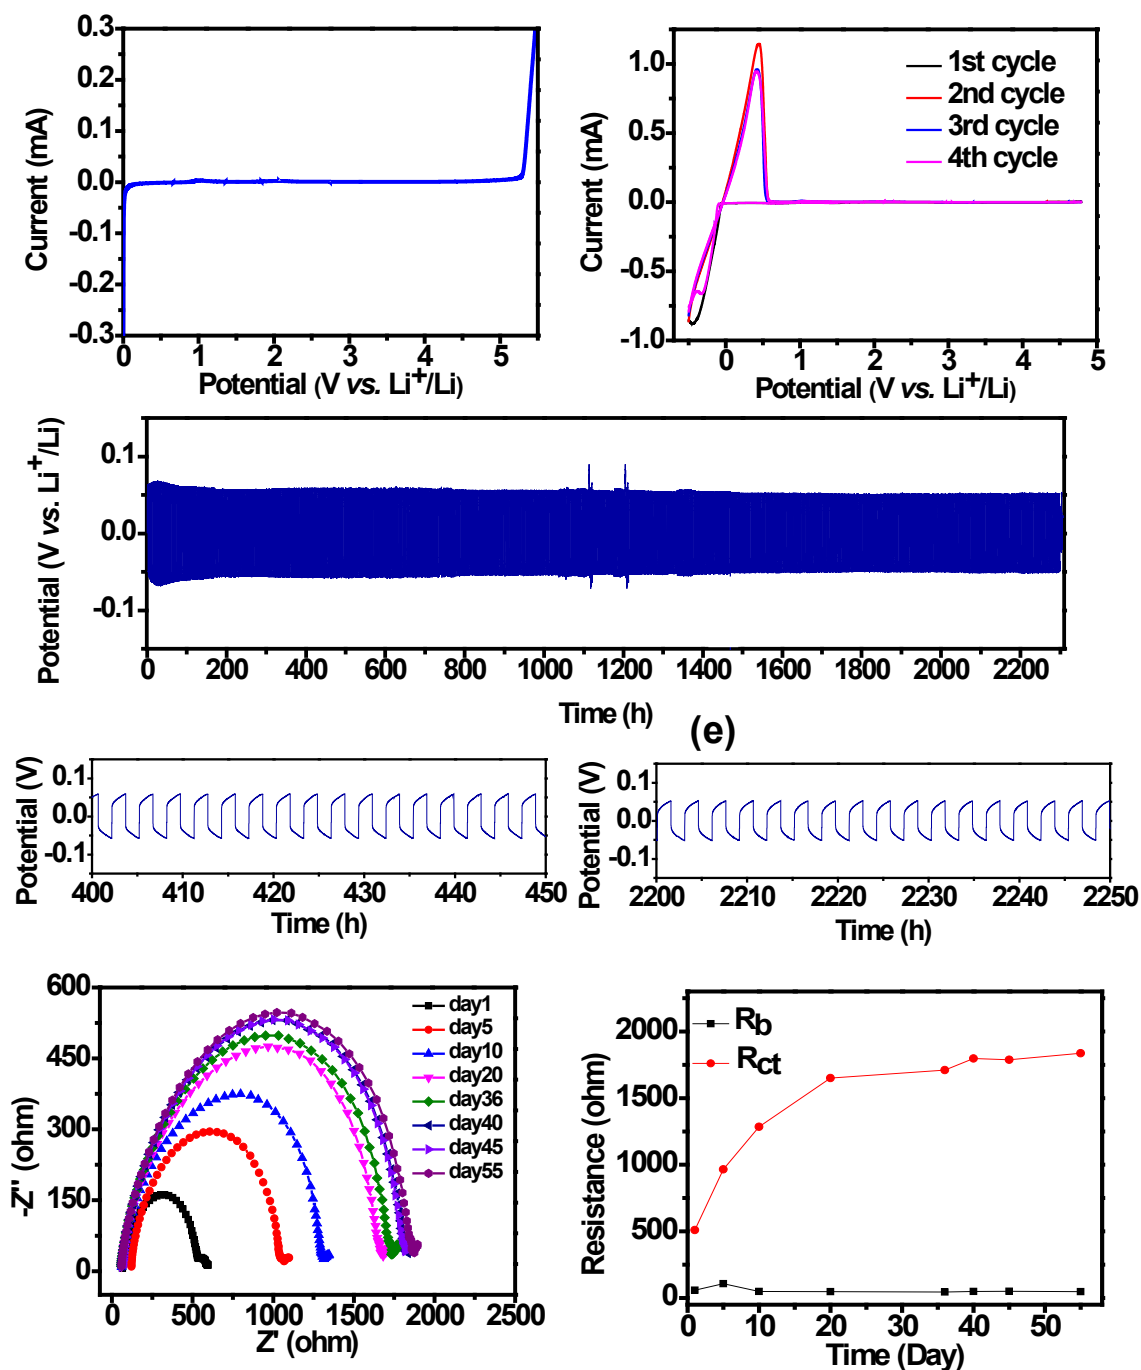 0.3
0.2
0.1
0.0
-0.1
-0.2
-0.3
Current (mA)
0 1 2 3 4 5
Potential (V vs. Li⁺/Li)
1.0
0.5
0.0
-0.5
-1.0
Current (mA)
1st cycle
2nd cycle
3rd cycle
4th cycle
0 1 2 3 4 5
Potential (V vs. Li⁺/Li)
Potential (V vs. Li⁺/Li)
0.1
0.0
-0.1
0 200 400 600 800 1000 1200 1400 1600 1800 2000 2200
Time (h)
(e)
Potential (V)
0.1
0.0
-0.1
400 410 420 430 440 450
Time (h)
Potential (V)
0.1
0.0
-0.1
2200 2210 2220 2230 2240 2250
Time (h)
-Z'' (ohm)
600
450
300
150
0
day1
day5
day10
day20
day36
day40
day45
day55
0 500 1000 1500 2000 2500
Z' (ohm)
Resistance (ohm)
2000
1500
1000
500
0
Rb
Rct
0 10 20 30 40 50
Time (Day)